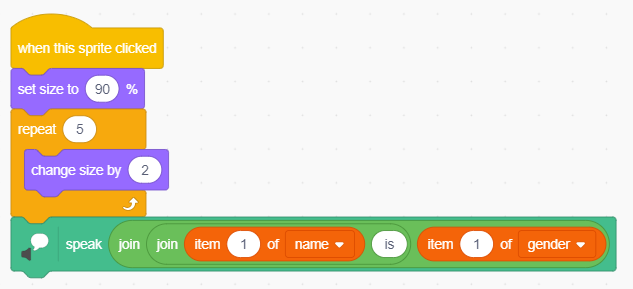 when this sprite clicked
set size to 90 %
repeat 5
change size by 2
speak join join item 1 of name is item 1 of gender